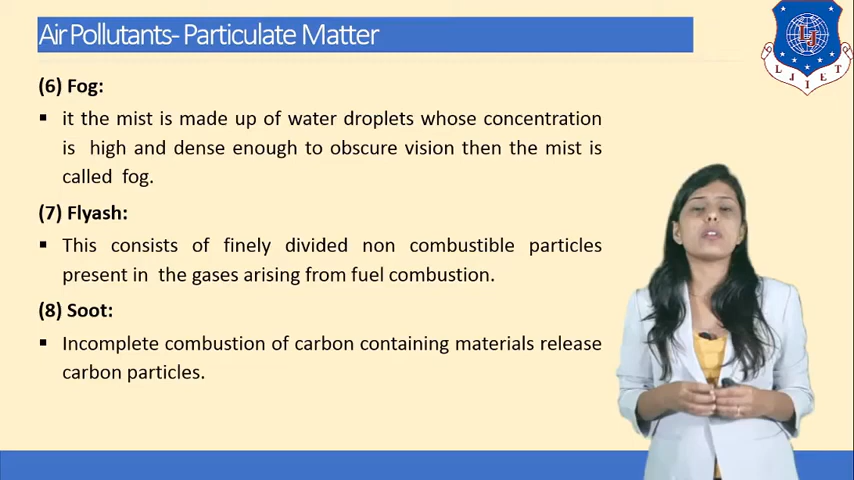 Air Pollutants- Particulate Matter
LJ
L J I E T
(6) Fog:
▪ it the mist is made up of water droplets whose concentration
is high and dense enough to obscure vision then the mist is
called fog.
(7) Flyash:
▪ This consists of finely divided non combustible particles
present in the gases arising from fuel combustion.
(8) Soot:
▪ Incomplete combustion of carbon containing materials release
carbon particles.